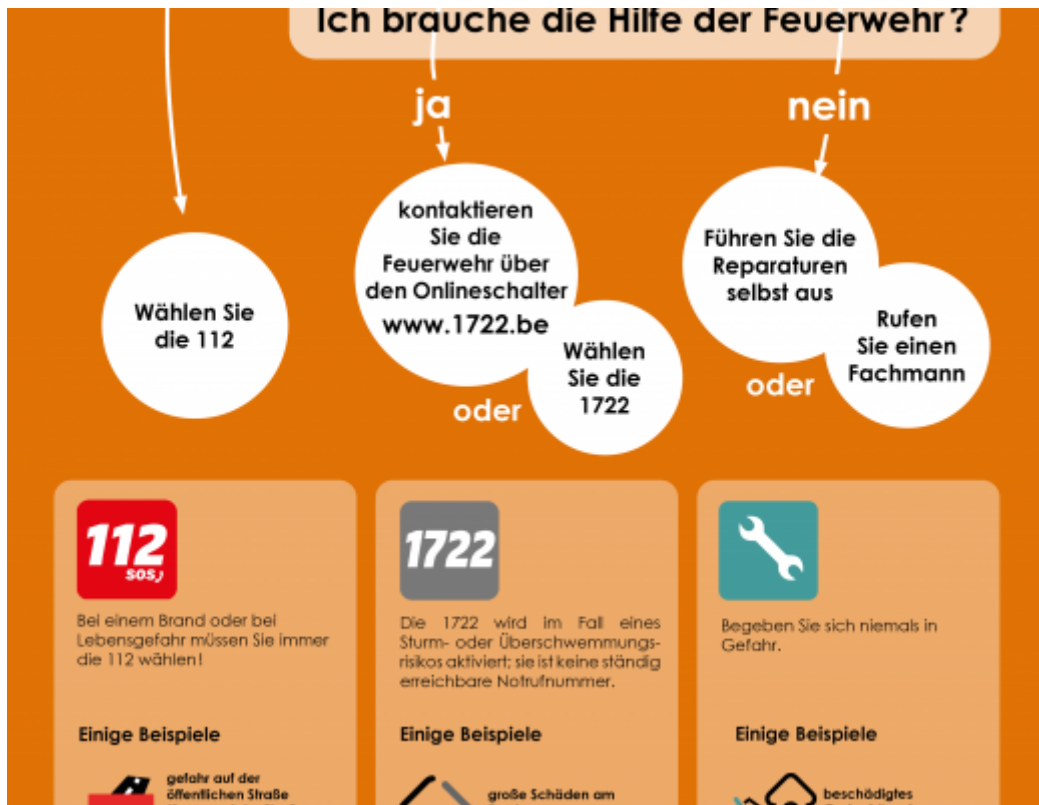 Ich brauche die Hilfe der Feuerwehr?
ja
nein
Wählen Sie
die 112
kontaktieren
Sie die
Feuerwehr über
den Onlineschalter
www.1722.be
oder
Wählen
Sie die
1722
Führen Sie die
Reparaturen
selbst aus
oder
Rufen
Sie einen
Fachmann
112
SOS
Bei einem Brand oder bei
Lebensgefahr müssen Sie immer
die 112 wählen!
Einige Beispiele
gefahr auf der
öffentlichen Straße
1722
Die 1722 wird im Fall eines
Sturm- oder Überschwemmungs-
risikos aktiviert; sie ist keine ständig
erreichbare Notrufnummer.
Einige Beispiele
große Schäden am
Begeben Sie sich niemals in
Gefahr.
Einige Beispiele
beschädigtes